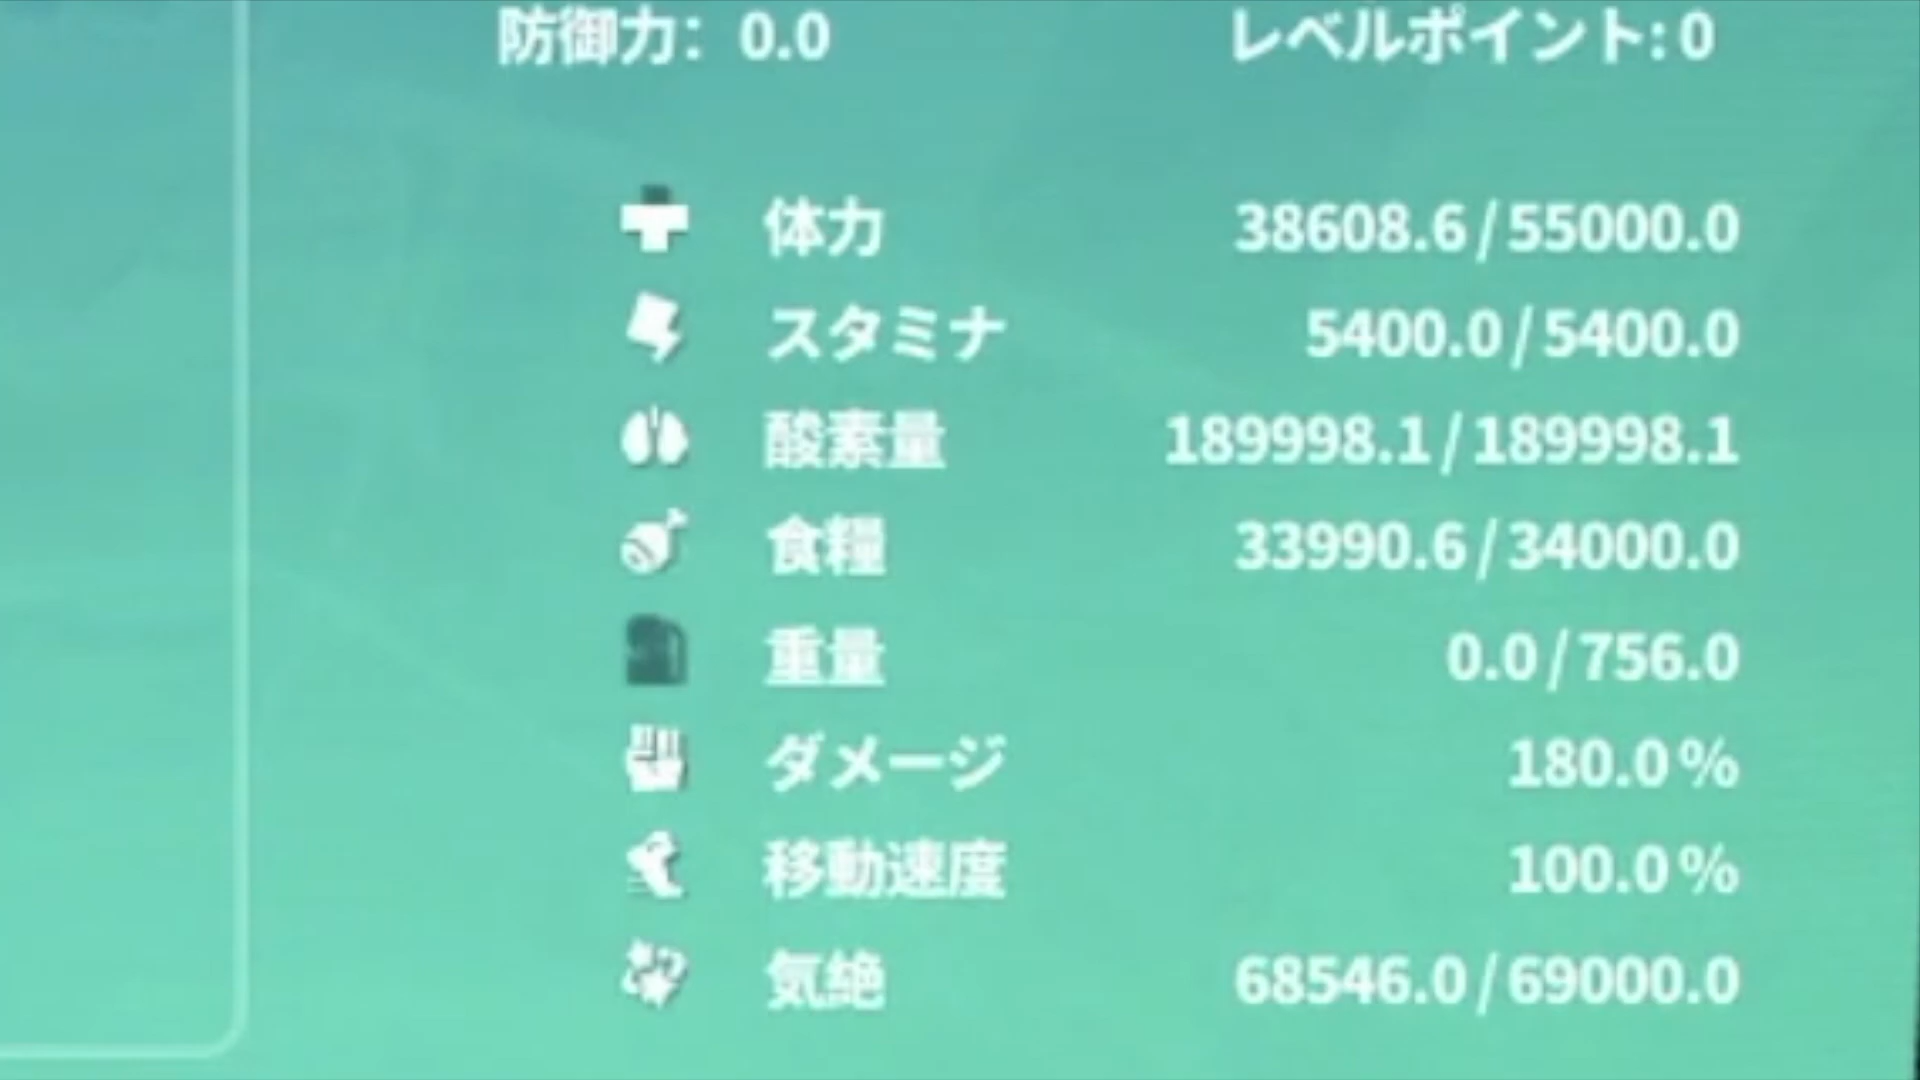 防御力: 0.0 レベルポイント: 0
体力 38608.6 / 55000.0
スタミナ 5400.0 / 5400.0
酸素量 189998.1 / 189998.1
食糧 33990.6 / 34000.0
重量 0.0 / 756.0
ダメージ 180.0 %
移動速度 100.0 %
気絶 68546.0 / 69000.0